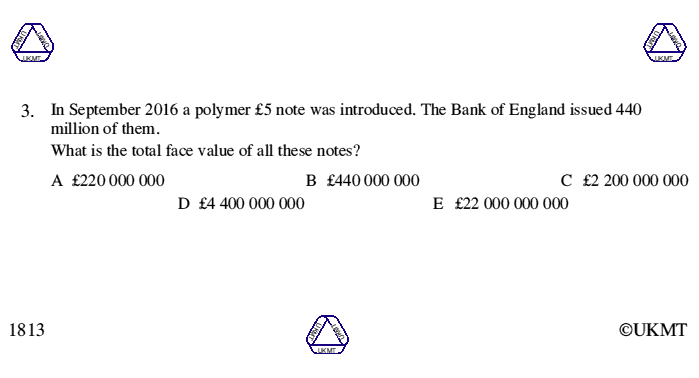 UKMT UKMT UKMT
UKMT UKMT UKMT
3. In September 2016 a polymer £5 note was introduced. The Bank of England issued 440
million of them.
What is the total face value of all these notes?
A £220 000 000 B £440 000 000 C £2 200 000 000
D £4 400 000 000 E £22 000 000 000
1813 ©UKMT
UKMT UKMT UKMT